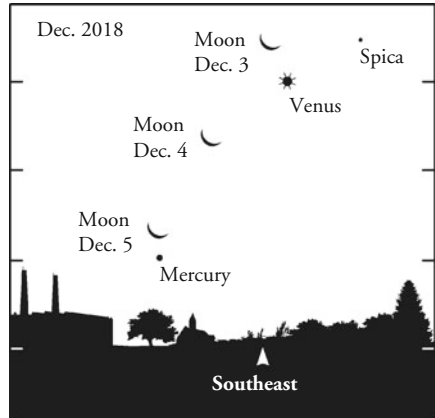 Dec. 2018
Moon
Dec. 3
Spica
Venus
Moon
Dec. 4
Moon
Dec. 5
Mercury
Southeast